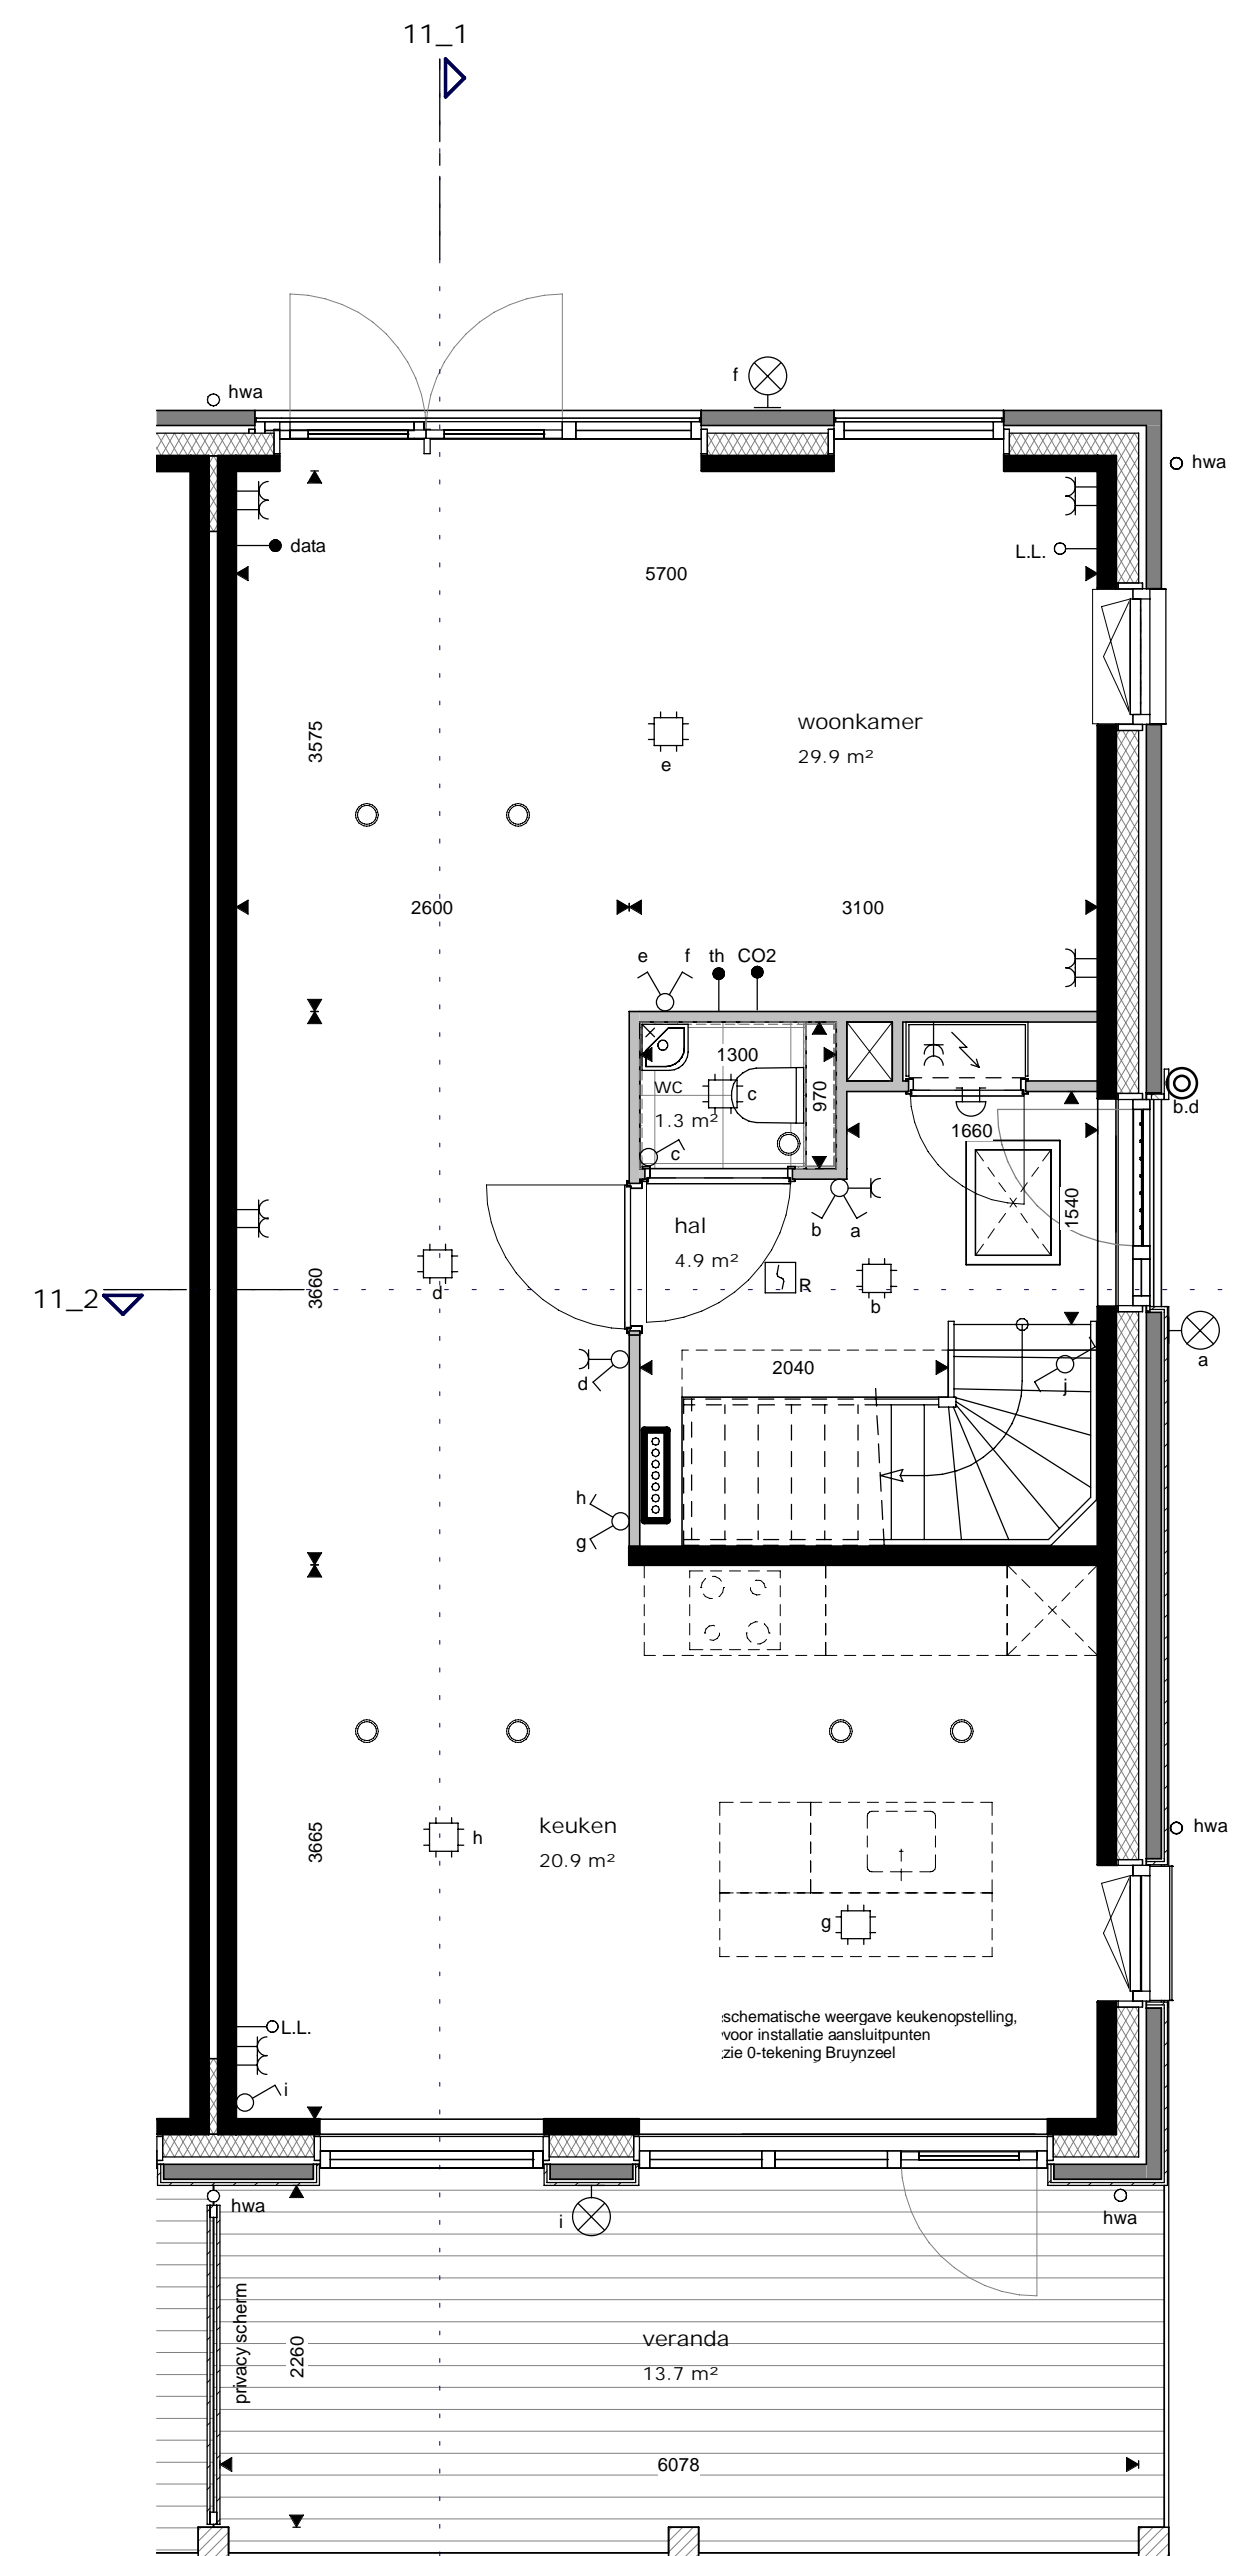 11_1
f
hwa
hwa
data
L.L.
5700
3575
woonkamer
29.9 m²
e
2600
3100
e
f
th
CO2
1300
WC
c
1.3 m²
970
c
1660
b.d
1540
b
a
hal
4.9 m²
R
b
d
3660
11_2
a
2040
d
j
h
g
keuken
20.9 m²
h
3665
hwa
g
schematische weergave keukenopstelling,
voor installatie aansluitpunten
zie 0-tekening Bruynzeel
L.L.
i
hwa
i
hwa
privacy scherm
2260
veranda
13.7 m²
6078